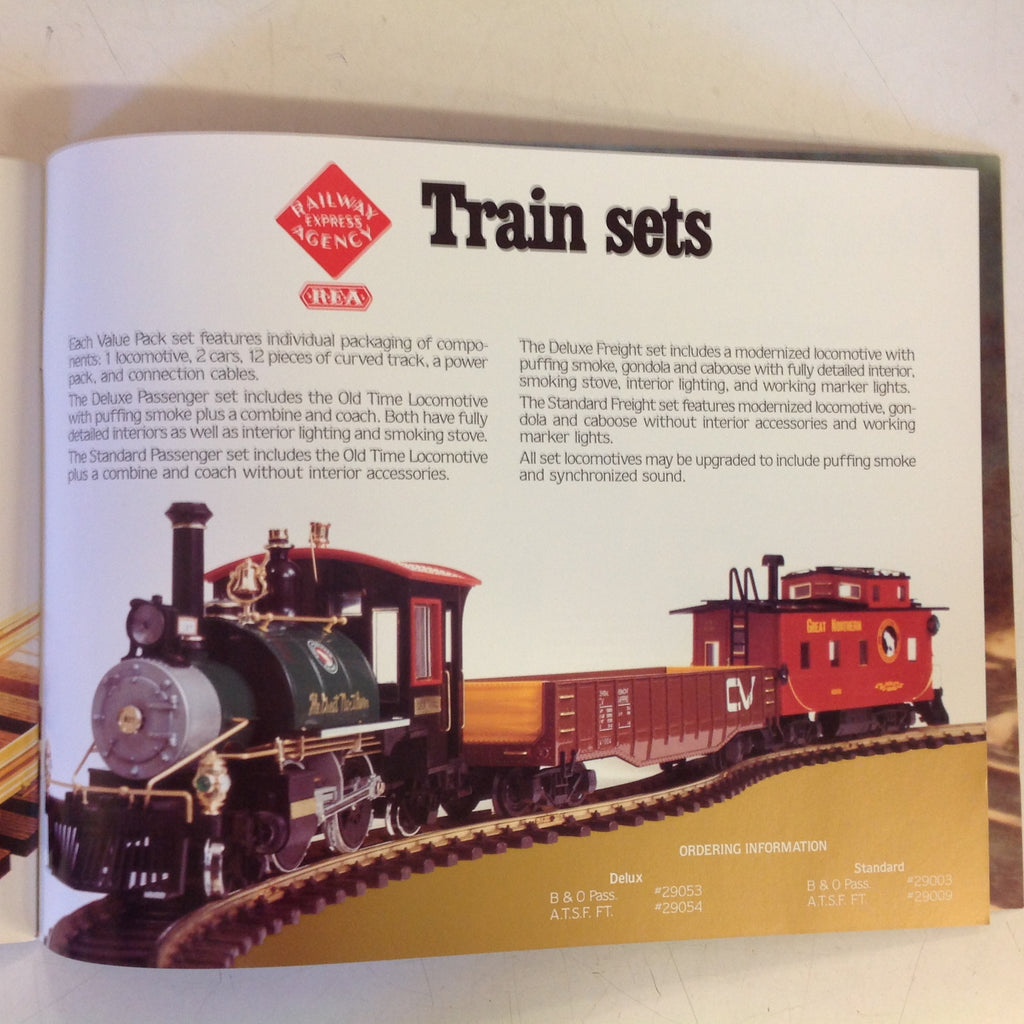 RAILWAY
EXPRESS
AGENCY
REA
Train sets
Each Value Pack set features individual packaging of compo-
nents: 1 locomotive, 2 cars, 12 pieces of curved track, a power
pack, and connection cables.
The Deluxe Passenger set includes the Old Time Locomotive
with puffing smoke plus a combine and coach. Both have fully
detailed interiors as well as interior lighting and smoking stove.
The Standard Passenger set includes the Old Time Locomotive
plus a combine and coach without interior accessories.
The Deluxe Freight set includes a modernized locomotive with
puffing smoke, gondola and caboose with fully detailed interior,
smoking stove, interior lighting, and working marker lights.
The Standard Freight set features modernized locomotive, gon-
dola and caboose without interior accessories and working
marker lights.
All set locomotives may be upgraded to include puffing smoke
and synchronized sound.
GREAT NORTHERN
The Great Northern
CV
ORDERING INFORMATION
Delux
B & O Pass. #29053
A.T.S.F. FT. #29054
Standard
B & O Pass. #29003
A.T.S.F. FT. #29009